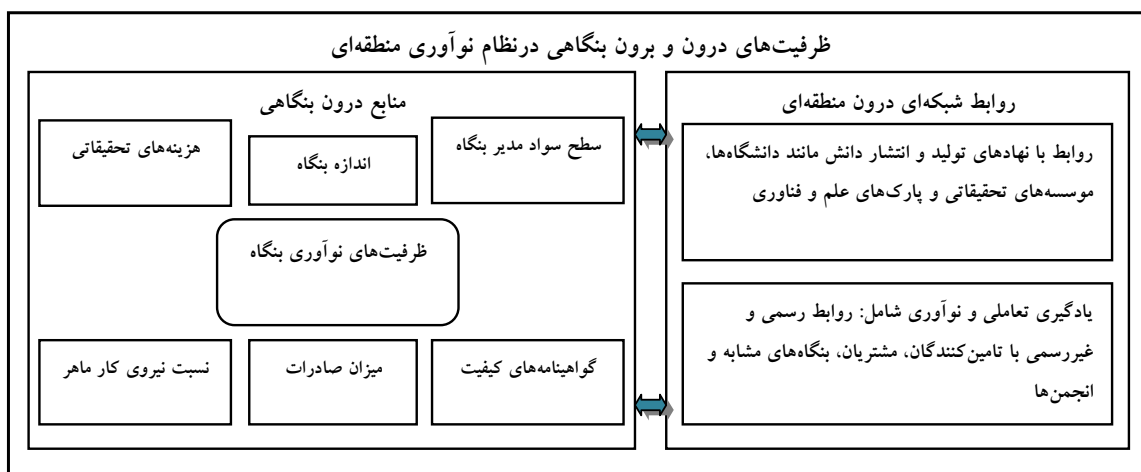 ظرفیت‌های درون و برون بنگاهی درنظام نوآوری منطقه‌ای
روابط شبکه‌ای درون منطقه‌ای
روابط با نهادهای تولید و انتشار دانش مانند دانشگاه‌ها،
موسسه‌های تحقیقاتی و پارک‌های علم و فناوری
یادگیری تعاملی و نوآوری شامل: روابط رسمی و
غیررسمی با تامین‌کنندگان، مشتریان، بنگاه‌های مشابه و
انجمن‌ها
منابع درون بنگاهی
سطح سواد مدیر بنگاه
اندازه بنگاه
هزینه‌های تحقیقاتی
ظرفیت‌های نوآوری بنگاه
گواهینامه‌های کیفیت
میزان صادرات
نسبت نیروی کار ماهر